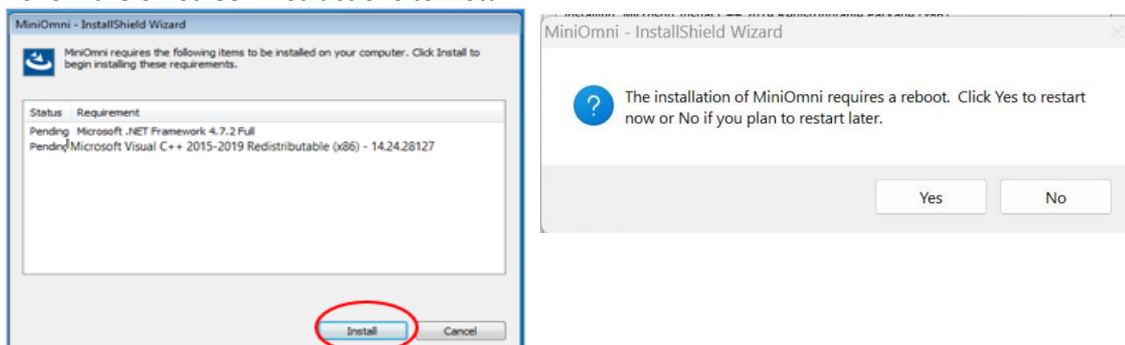 MiniOmni - InstallShield Wizard
MiniOmni requires the following items to be installed on your computer. Click Install to
begin installing these requirements.
Status Requirement
Pending Microsoft .NET Framework 4.7.2 Full
Pending Microsoft Visual C++ 2015-2019 Redistributable (x86) - 14.24.28127
Install Cancel
MiniOmni - InstallShield Wizard
The installation of MiniOmni requires a reboot. Click Yes to restart
now or No if you plan to restart later.
Yes No